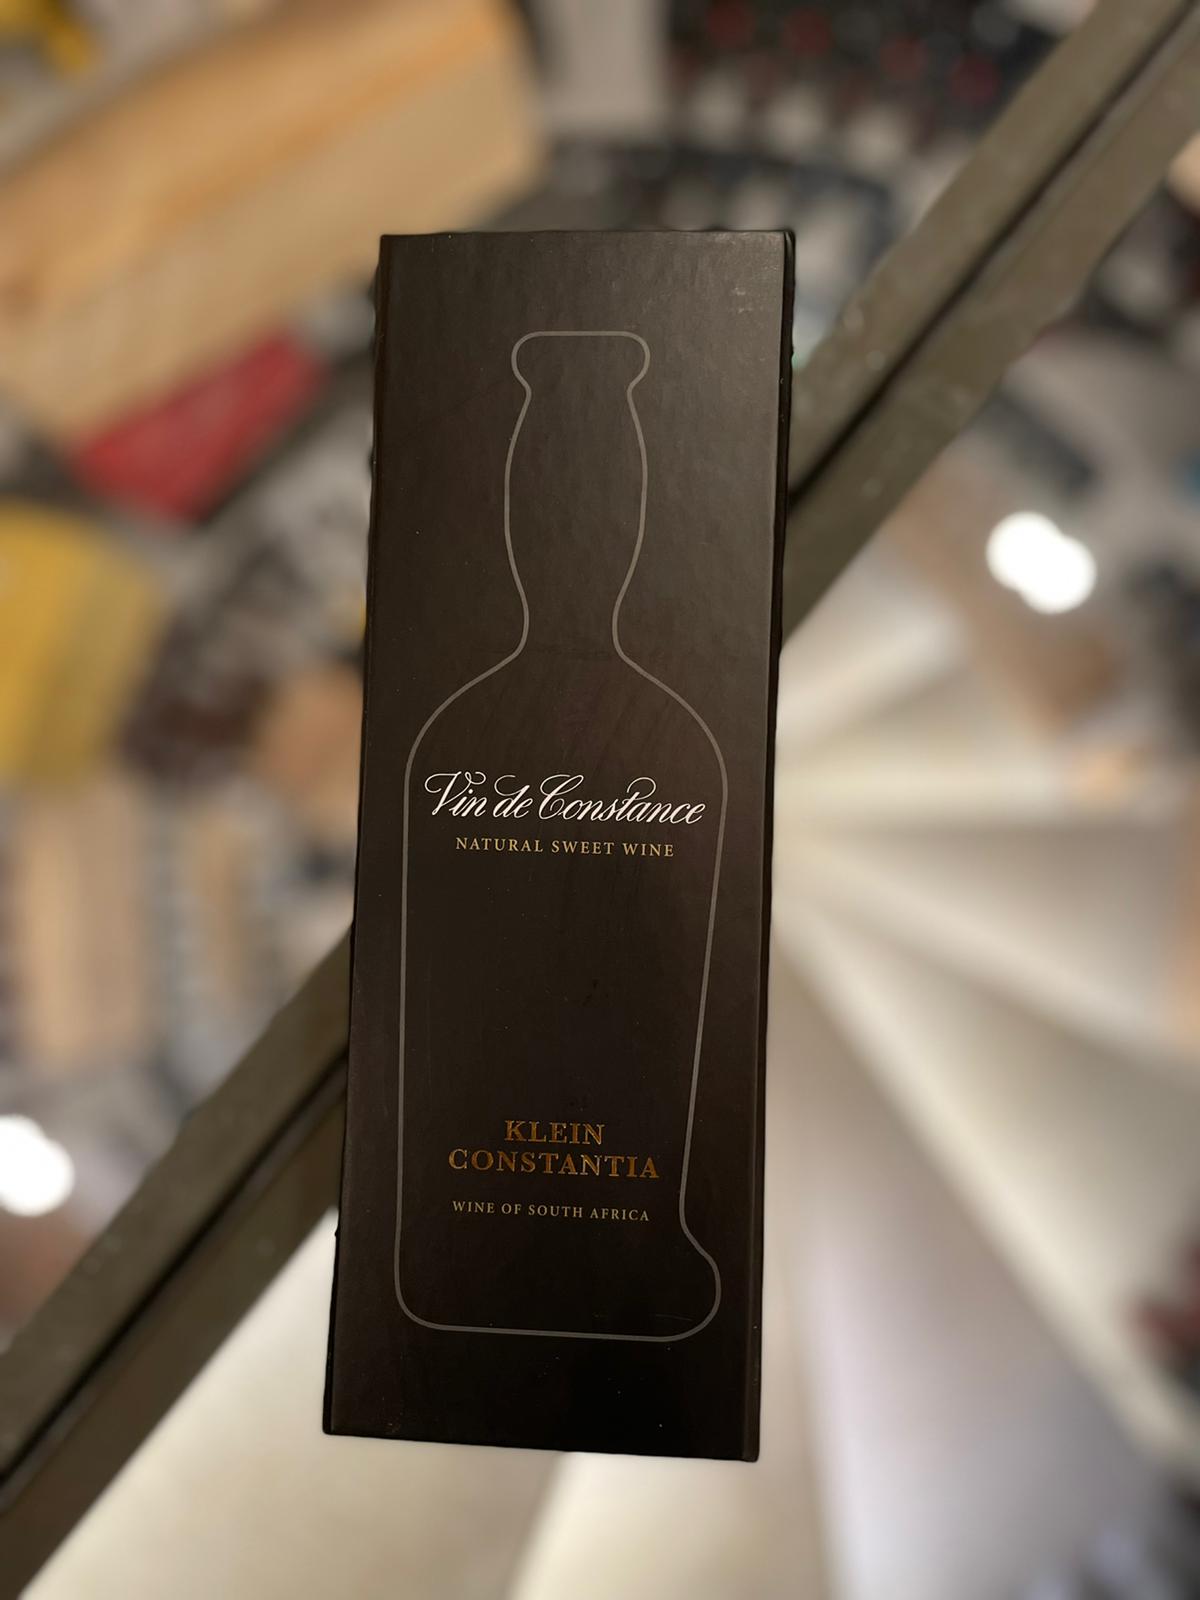 Vin de Constance
NATURAL SWEET WINE
KLEIN
CONSTANTIA
WINE OF SOUTH AFRICA